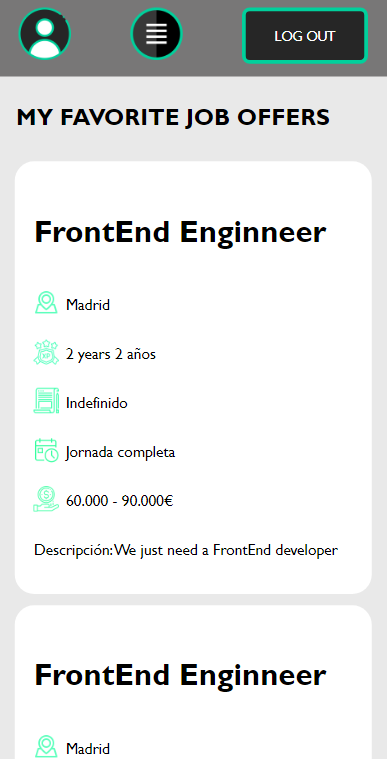 LOG OUT
MY FAVORITE JOB OFFERS
FrontEnd Enginneer
Madrid
2 years 2 años
Indefinido
Jornada completa
60.000 - 90.000€
Descripción: We just need a FrontEnd developer
FrontEnd Enginneer
Madrid